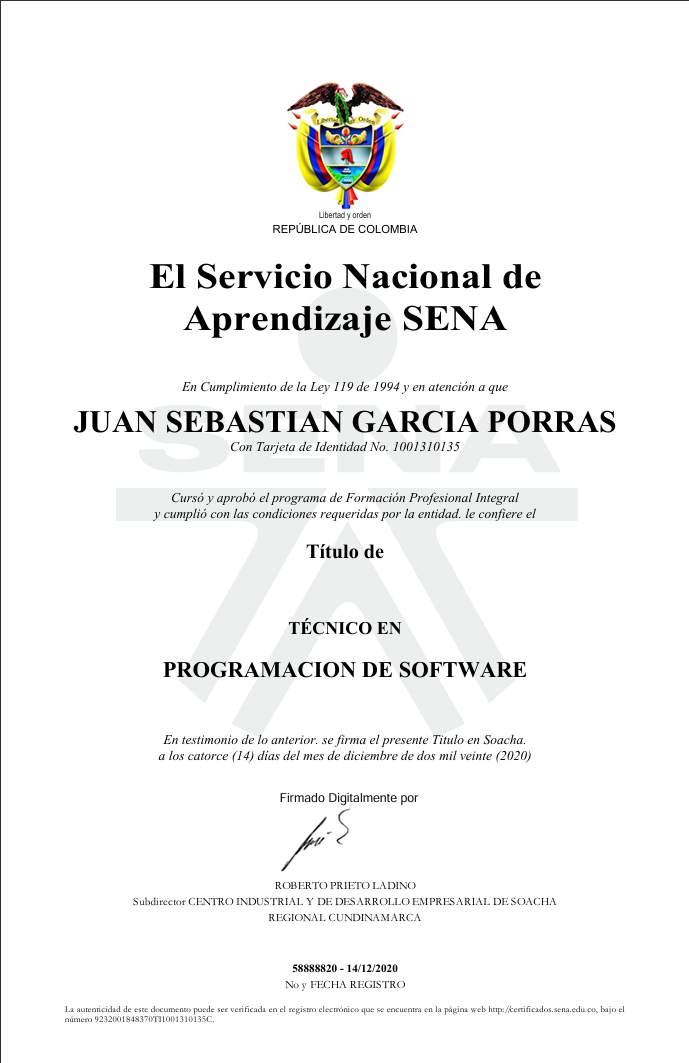 Libertad y Orden
Libertad y orden
REPÚBLICA DE COLOMBIA
El Servicio Nacional de
Aprendizaje SENA
En Cumplimiento de la Ley 119 de 1994 y en atención a que
JUAN SEBASTIAN GARCIA PORRAS
Con Tarjeta de Identidad No. 1001310135
SENA
Cursó y aprobó el programa de Formación Profesional Integral
y cumplió con las condiciones requeridas por la entidad. le confiere el
Título de
TÉCNICO EN
PROGRAMACION DE SOFTWARE
En testimonio de lo anterior. se firma el presente Titulo en Soacha.
a los catorce (14) días del mes de diciembre de dos mil veinte (2020)
Firmado Digitalmente por
ROBERTO PRIETO LADINO
Subdirector CENTRO INDUSTRIAL Y DE DESARROLLO EMPRESARIAL DE SOACHA
REGIONAL CUNDINAMARCA
58888820 - 14/12/2020
No y FECHA REGISTRO
La autenticidad de este documento puede ser verificada en el registro electrónico que se encuentra en la página web http://certificados.sena.edu.co, bajo el
número 9232001848370TI1001310135C.